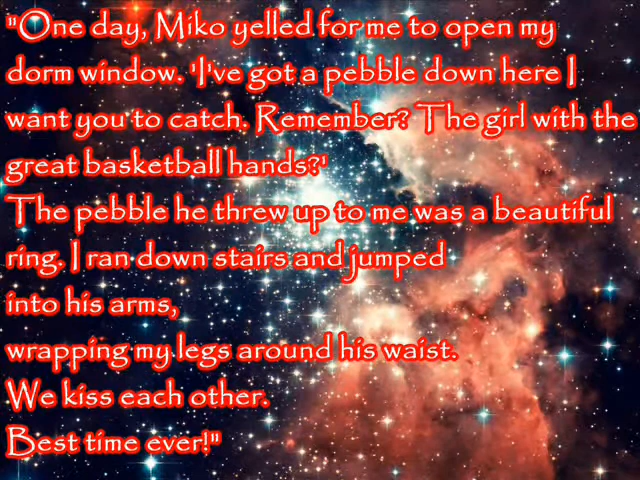 "One day, Miko yelled for me to open my
dorm window. 'I've got a pebble down here I
want you to catch. Remember? The girl with the
great basketball hands?'
The pebble he threw up to me was a beautiful
ring. I ran down stairs and jumped
into his arms,
wrapping my legs around his waist.
We kiss each other.
Best time ever!"